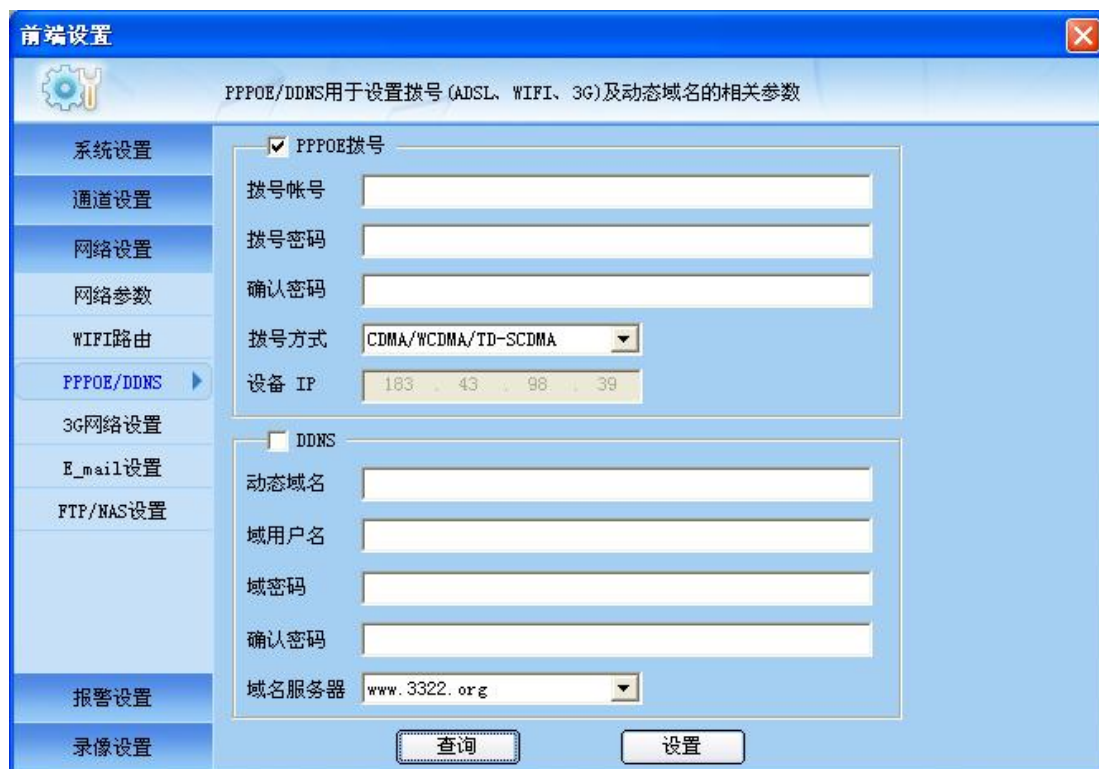 前端设置
PPPOE/DDNS用于设置拨号(ADSL、WIFI、3G)及动态域名的相关参数
系统设置
通道设置
网络设置
网络参数
WIFI路由
PPPOE/DDNS
3G网络设置
E_mail设置
FTP/NAS设置
报警设置
录像设置
PPPOE拨号
拨号帐号
拨号密码
确认密码
拨号方式 CDMA/WCDMA/TD-SCDMA
设备 IP 183 . 43 . 98 . 39
DDNS
动态域名
域用户名
域密码
确认密码
域名服务器 www.3322.org
查询 设置